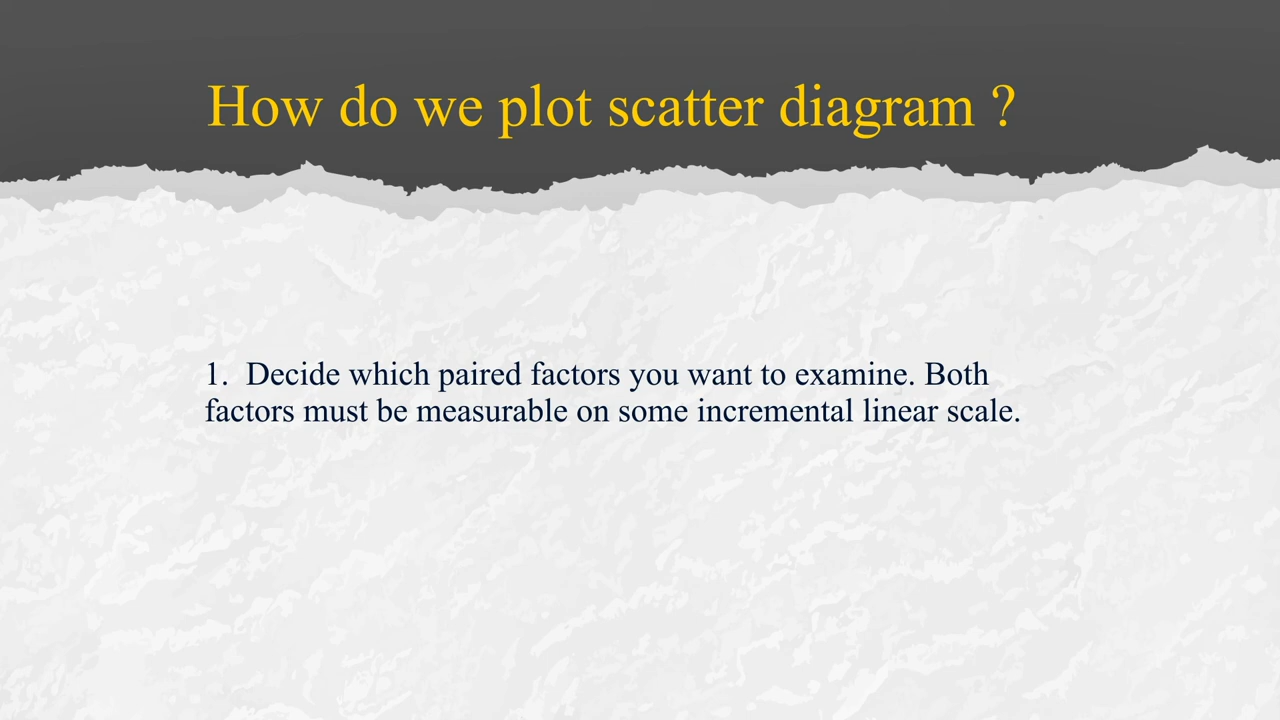 How do we plot scatter diagram ?
1.  Decide which paired factors you want to examine. Both
factors must be measurable on some incremental linear scale.